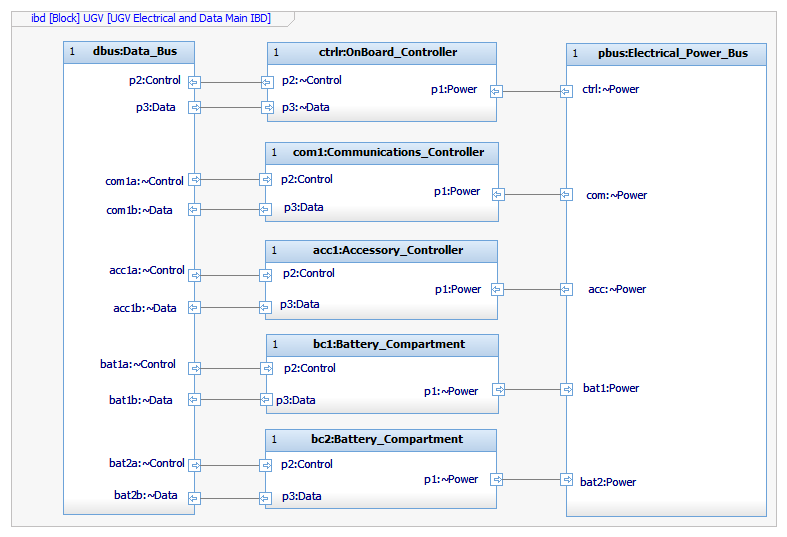 ibd [Block] UGV [UGV Electrical and Data Main IBD]
1 dbus:Data_Bus
1 ctrlr:OnBoard_Controller
1 pbus:Electrical_Power_Bus
p2:Control
p2:~Control
p1:Power
ctrl:~Power
p3:Data
p3:~Data
1 com1:Communications_Controller
com1a:~Control
p2:Control
p1:Power
com:~Power
com1b:~Data
p3:Data
1 acc1:Accessory_Controller
acc1a:~Control
p2:Control
p1:Power
acc:~Power
acc1b:~Data
p3:Data
1 bc1:Battery_Compartment
bat1a:~Control
p2:Control
p1:~Power
bat1:Power
bat1b:~Data
p3:Data
1 bc2:Battery_Compartment
bat2a:~Control
p2:Control
p1:~Power
bat2:Power
bat2b:~Data
p3:Data